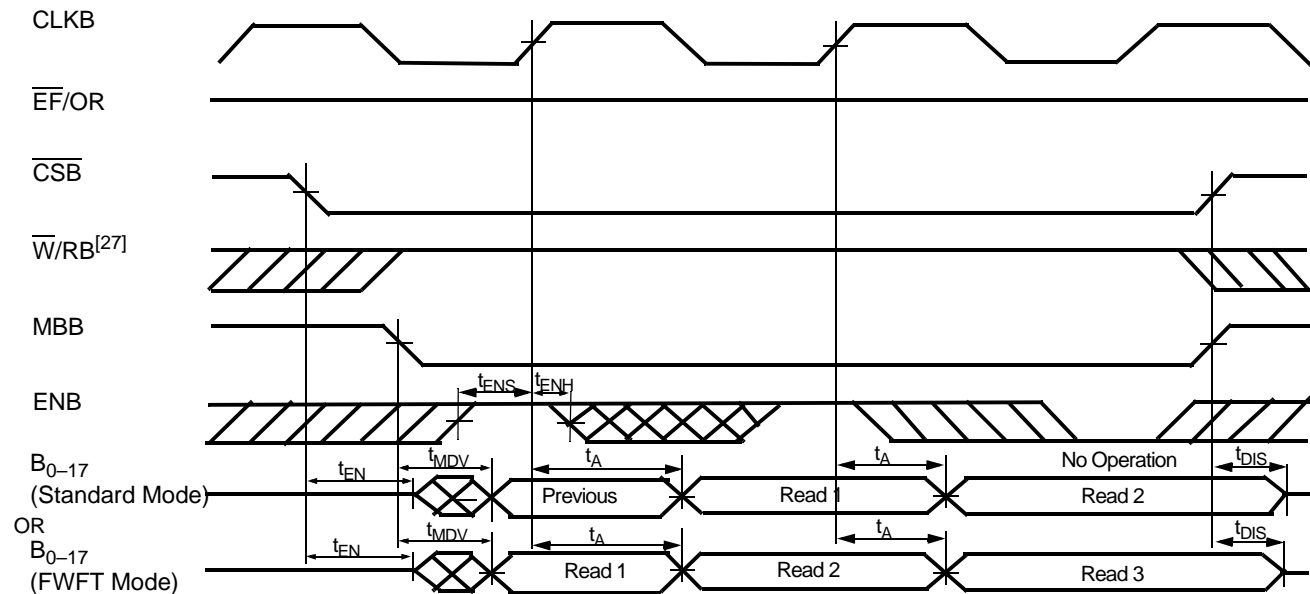 CLKB
E̅F̅/OR
C̅S̅B̅
W̅/RB[27]
MBB
tENS tENH
ENB
B0–17 tEN tMDV tA tA No Operation tDIS
(Standard Mode) Previous Read 1 Read 2
OR
B0–17 tEN tMDV tA tA tDIS
(FWFT Mode) Read 1 Read 2 Read 3